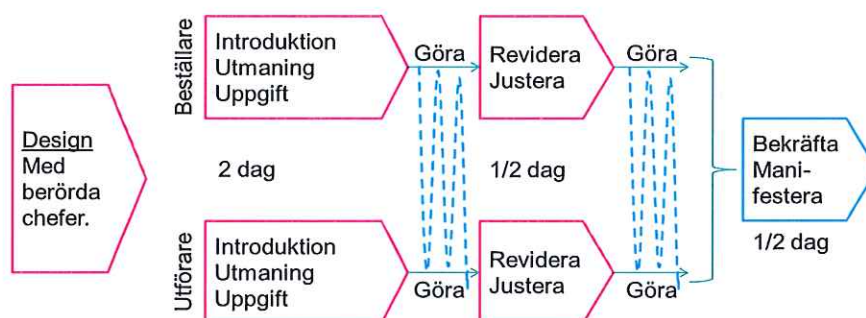 Design
Med
berörda
chefer.
Beställare
Introduktion
Utmaning
Uppgift
Göra
Revidera
Justera
Göra
2 dag
1/2 dag
Utförare
Introduktion
Utmaning
Uppgift
Göra
Revidera
Justera
Göra
Bekräfta
Mani-
festera
1/2 dag